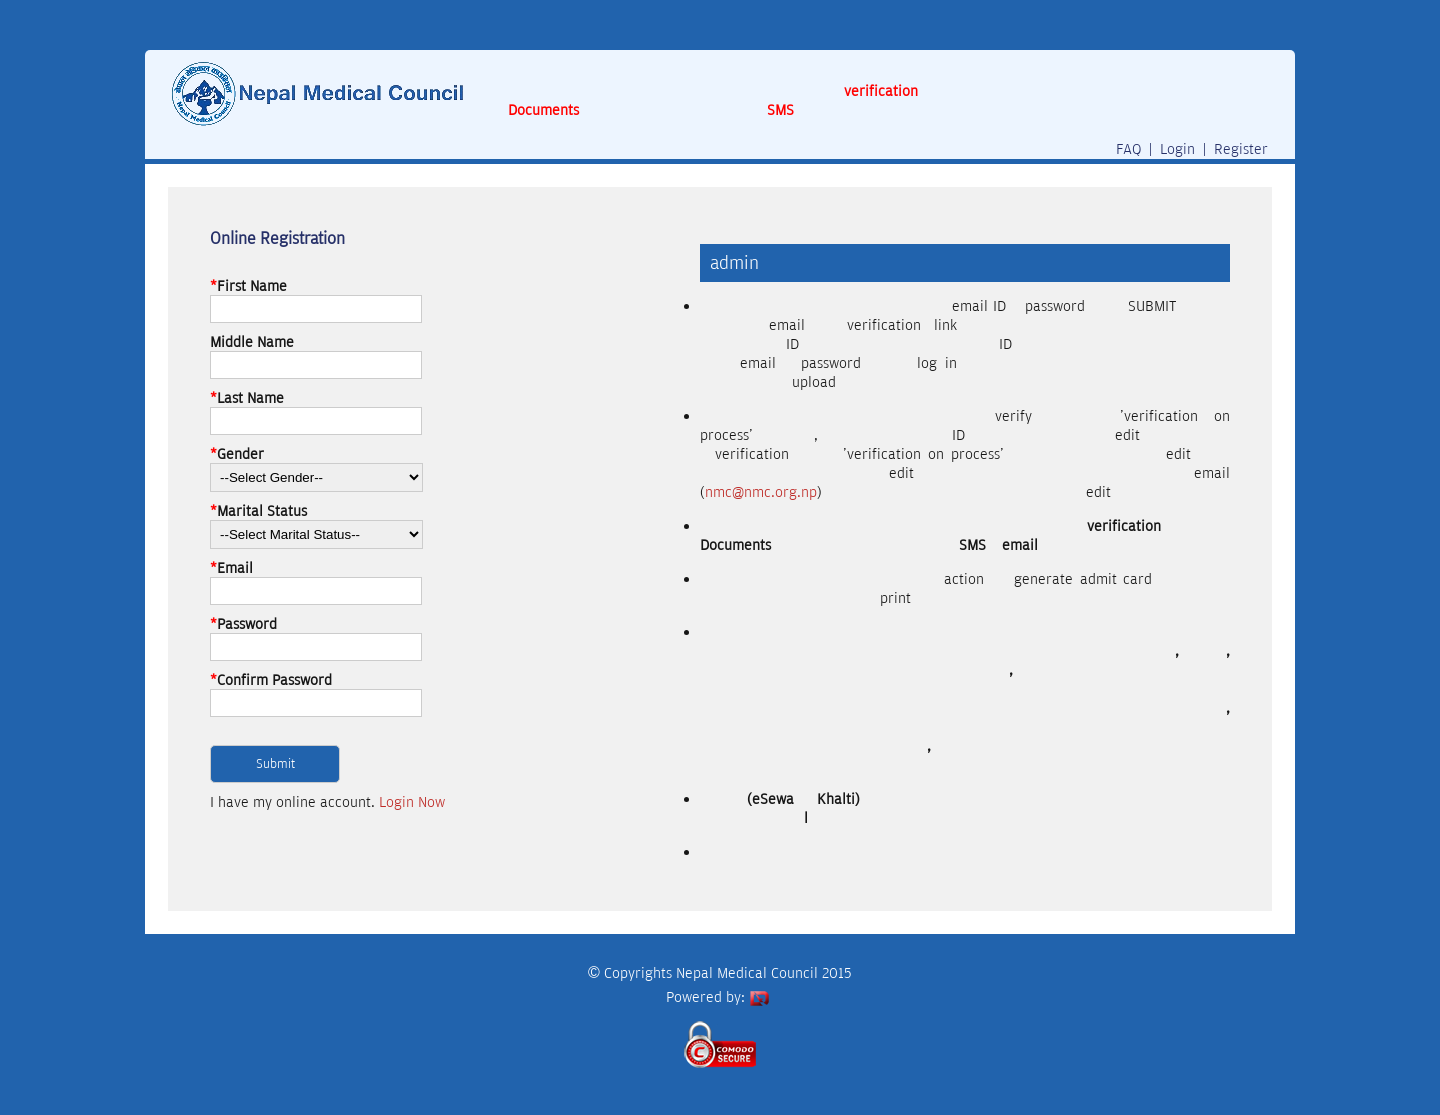 Nepal Medical Council
verification
Documents SMS
FAQ | Login | Register
Online Registration
*First Name
Middle Name
*Last Name
*Gender
--Select Gender--
*Marital Status
--Select Marital Status--
*Email
*Password
*Confirm Password
Submit
I have my online account. Login Now
admin
email ID password SUBMIT
email verification link
ID ID
email password log in
upload
verify 'verification on
process' , ID edit
verification 'verification on process' edit
edit email
(nmc@nmc.org.np) edit
verification
Documents SMS email
action generate admit card
print
, ,
,
,
,
(eSewa Khalti)
|
© Copyrights Nepal Medical Council 2015
Powered by:
COMODO
SECURE